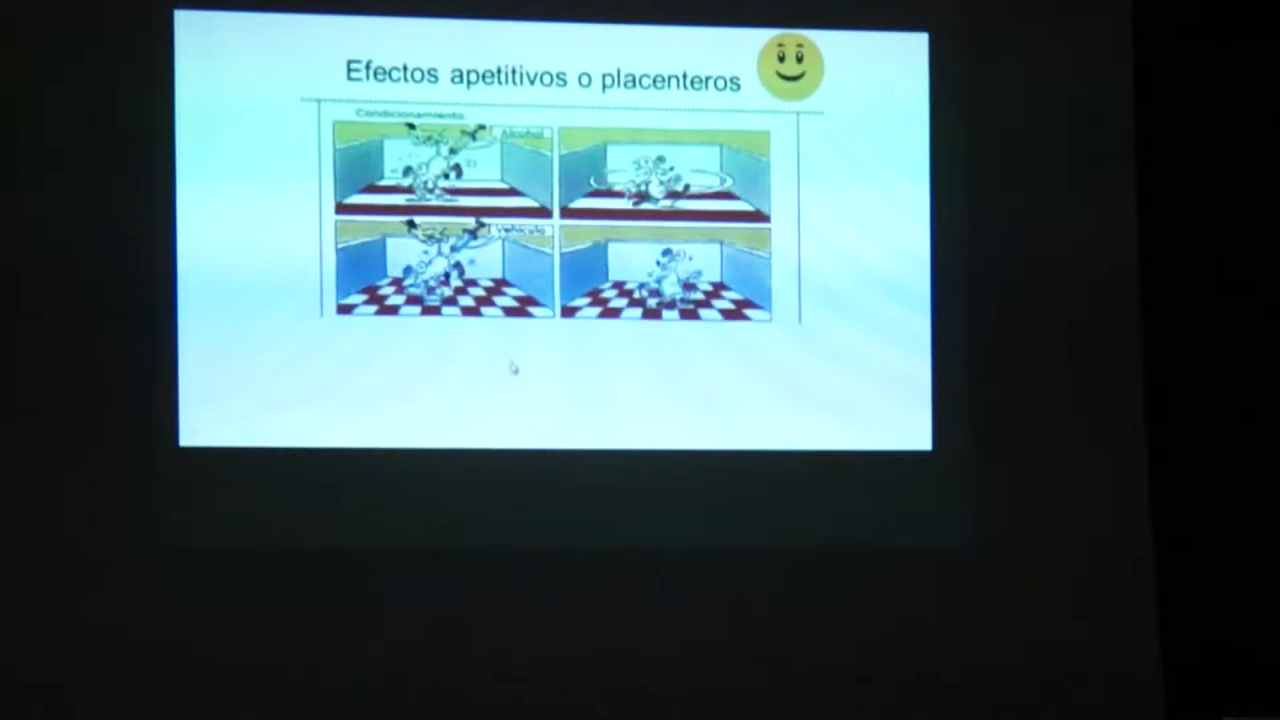 Efectos apetitivos o placenteros
Condicionamiento
Alcohol
Vehículo